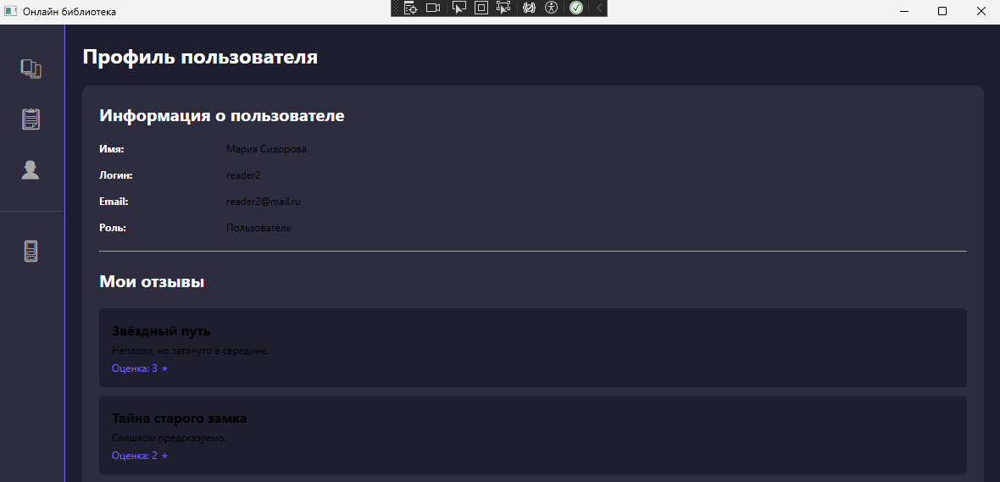 Онлайн библиотека
Профиль пользователя
Информация о пользователе
Имя: Мария Сидорова
Логин: reader2
Email: reader2@mail.ru
Роль: Пользователь
Мои отзывы
Звёздный путь
Неплохо, но затянуто в середине.
Оценка: 3 ★
Тайна старого замка
Слишком предсказуемо.
Оценка: 2 ★